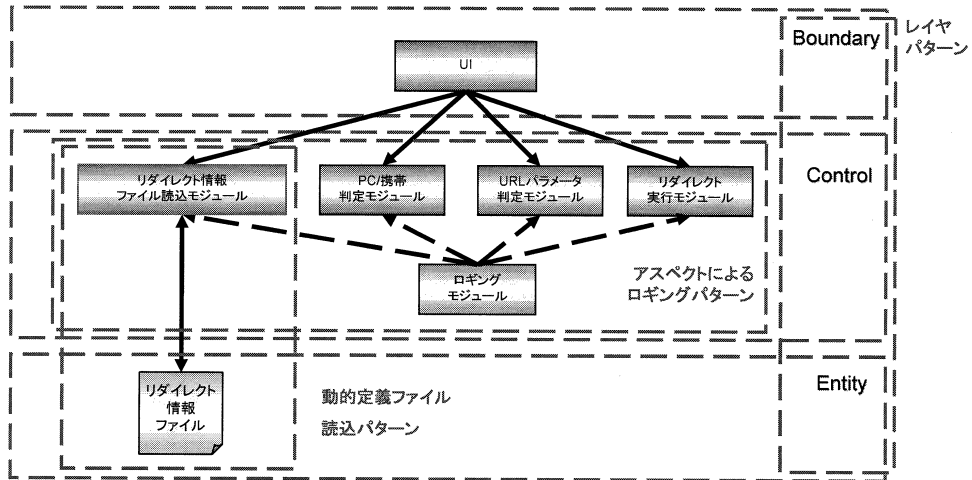 Boundary
レイヤ
パターン
UI
リダイレクト情報
ファイル読込モジュール
PC/携帯
判定モジュール
URLパラメータ
判定モジュール
リダイレクト
実行モジュール
Control
ロギング
モジュール
アスペクトによる
ロギングパターン
リダイレクト
情報
ファイル
動的定義ファイル
読込パターン
Entity